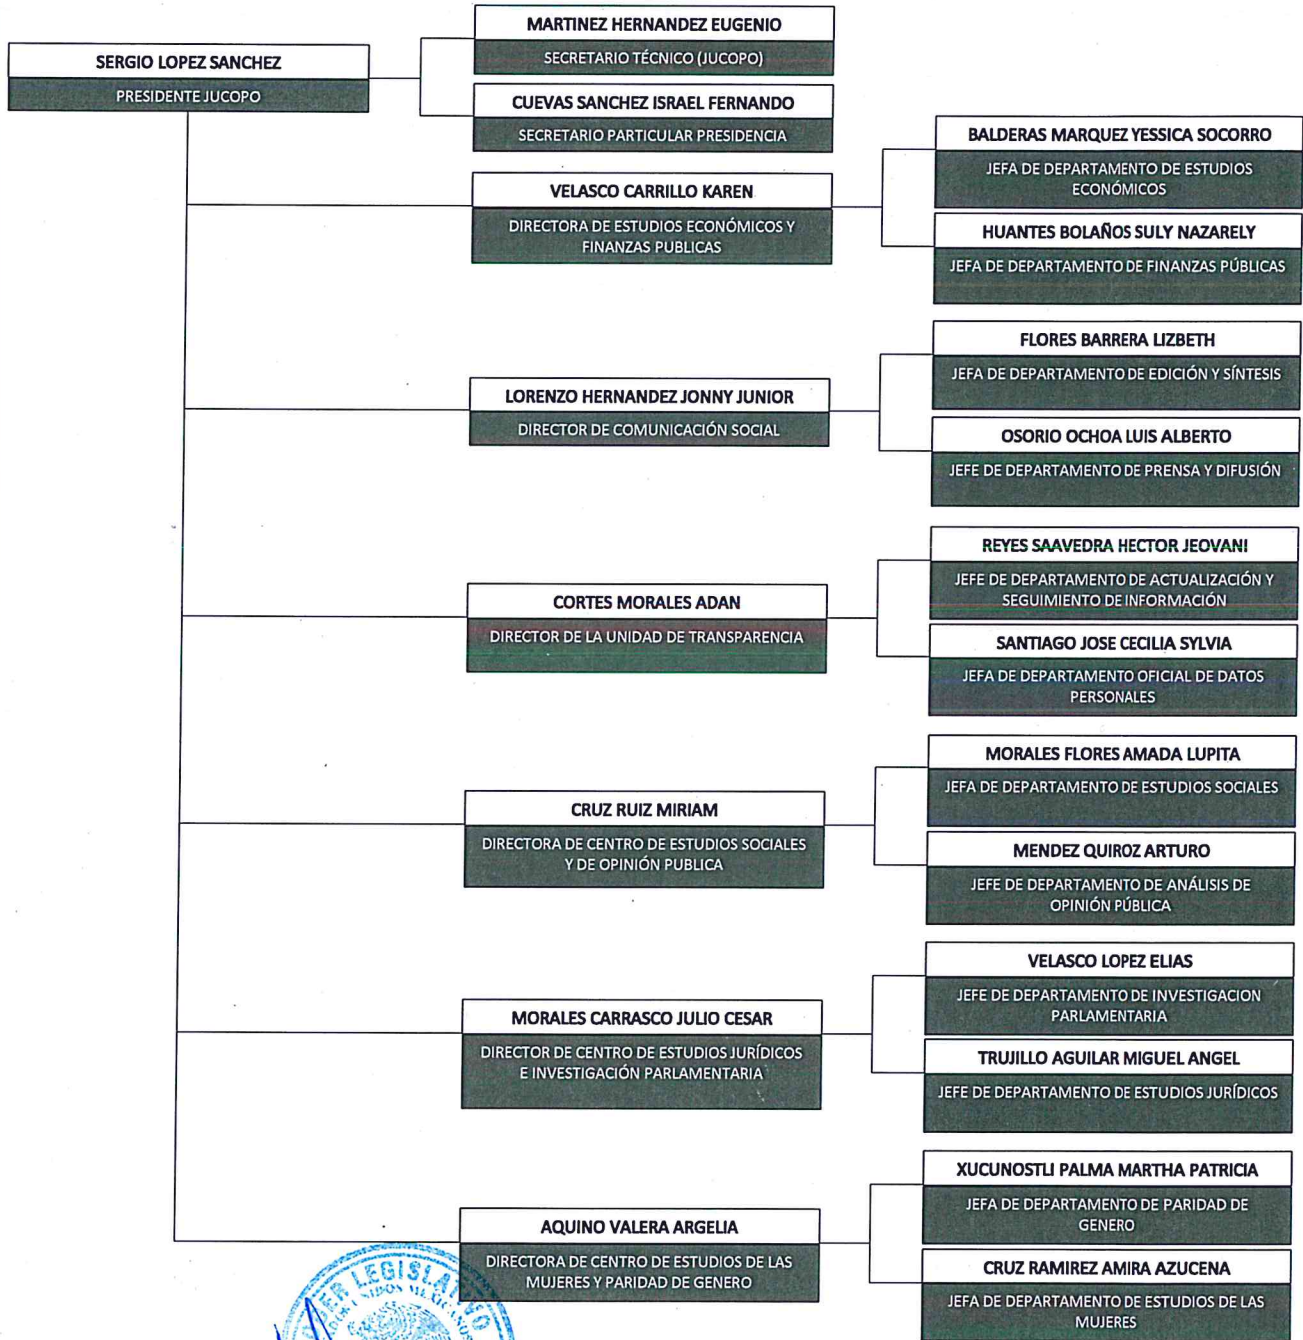 SERGIO LOPEZ SANCHEZ
PRESIDENTE JUCOPO
MARTINEZ HERNANDEZ EUGENIO
SECRETARIO TÉCNICO (JUCOPO)
CUEVAS SANCHEZ ISRAEL FERNANDO
SECRETARIO PARTICULAR PRESIDENCIA
VELASCO CARRILLO KAREN
DIRECTORA DE ESTUDIOS ECONÓMICOS Y
FINANZAS PUBLICAS
BALDERAS MARQUEZ YESSICA SOCORRO
JEFA DE DEPARTAMENTO DE ESTUDIOS
ECONÓMICOS
HUANTES BOLAÑOS SULY NAZARELY
JEFA DE DEPARTAMENTO DE FINANZAS PÚBLICAS
LORENZO HERNANDEZ JONNY JUNIOR
DIRECTOR DE COMUNICACIÓN SOCIAL
FLORES BARRERA LIZBETH
JEFA DE DEPARTAMENTO DE EDICIÓN Y SÍNTESIS
OSORIO OCHOA LUIS ALBERTO
JEFE DE DEPARTAMENTO DE PRENSA Y DIFUSIÓN
CORTES MORALES ADAN
DIRECTOR DE LA UNIDAD DE TRANSPARENCIA
REYES SAAVEDRA HECTOR JEOVANI
JEFE DE DEPARTAMENTO DE ACTUALIZACIÓN Y
SEGUIMIENTO DE INFORMACIÓN
SANTIAGO JOSE CECILIA SYLVIA
JEFA DE DEPARTAMENTO OFICIAL DE DATOS
PERSONALES
CRUZ RUIZ MIRIAM
DIRECTORA DE CENTRO DE ESTUDIOS SOCIALES
Y DE OPINIÓN PUBLICA
MORALES FLORES AMADA LUPITA
JEFA DE DEPARTAMENTO DE ESTUDIOS SOCIALES
MENDEZ QUIROZ ARTURO
JEFE DE DEPARTAMENTO DE ANÁLISIS DE
OPINIÓN PÚBLICA
MORALES CARRASCO JULIO CESAR
DIRECTOR DE CENTRO DE ESTUDIOS JURÍDICOS
E INVESTIGACIÓN PARLAMENTARIA
VELASCO LOPEZ ELIAS
JEFE DE DEPARTAMENTO DE INVESTIGACION
PARLAMENTARIA
TRUJILLO AGUILAR MIGUEL ANGEL
JEFE DE DEPARTAMENTO DE ESTUDIOS JURÍDICOS
AQUINO VALERA ARGELIA
DIRECTORA DE CENTRO DE ESTUDIOS DE LAS
MUJERES Y PARIDAD DE GENERO
XUCUNOSTLI PALMA MARTHA PATRICIA
JEFA DE DEPARTAMENTO DE PARIDAD DE
GENERO
CRUZ RAMIREZ AMIRA AZUCENA
JEFA DE DEPARTAMENTO DE ESTUDIOS DE LAS
MUJERES
LEGISLATIVO
UNIDOS MEXICANOS